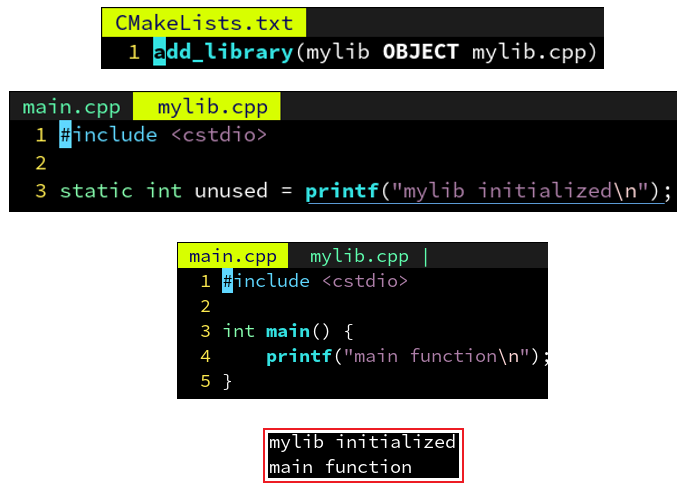 CMakeLists.txt
1 add_library(mylib OBJECT mylib.cpp)
main.cpp mylib.cpp
1 #include <cstdio>
2
3 static int unused = printf("mylib initialized\n");
main.cpp mylib.cpp |
1 #include <cstdio>
2
3 int main() {
4 printf("main function\n");
5 }
mylib initialized
main function